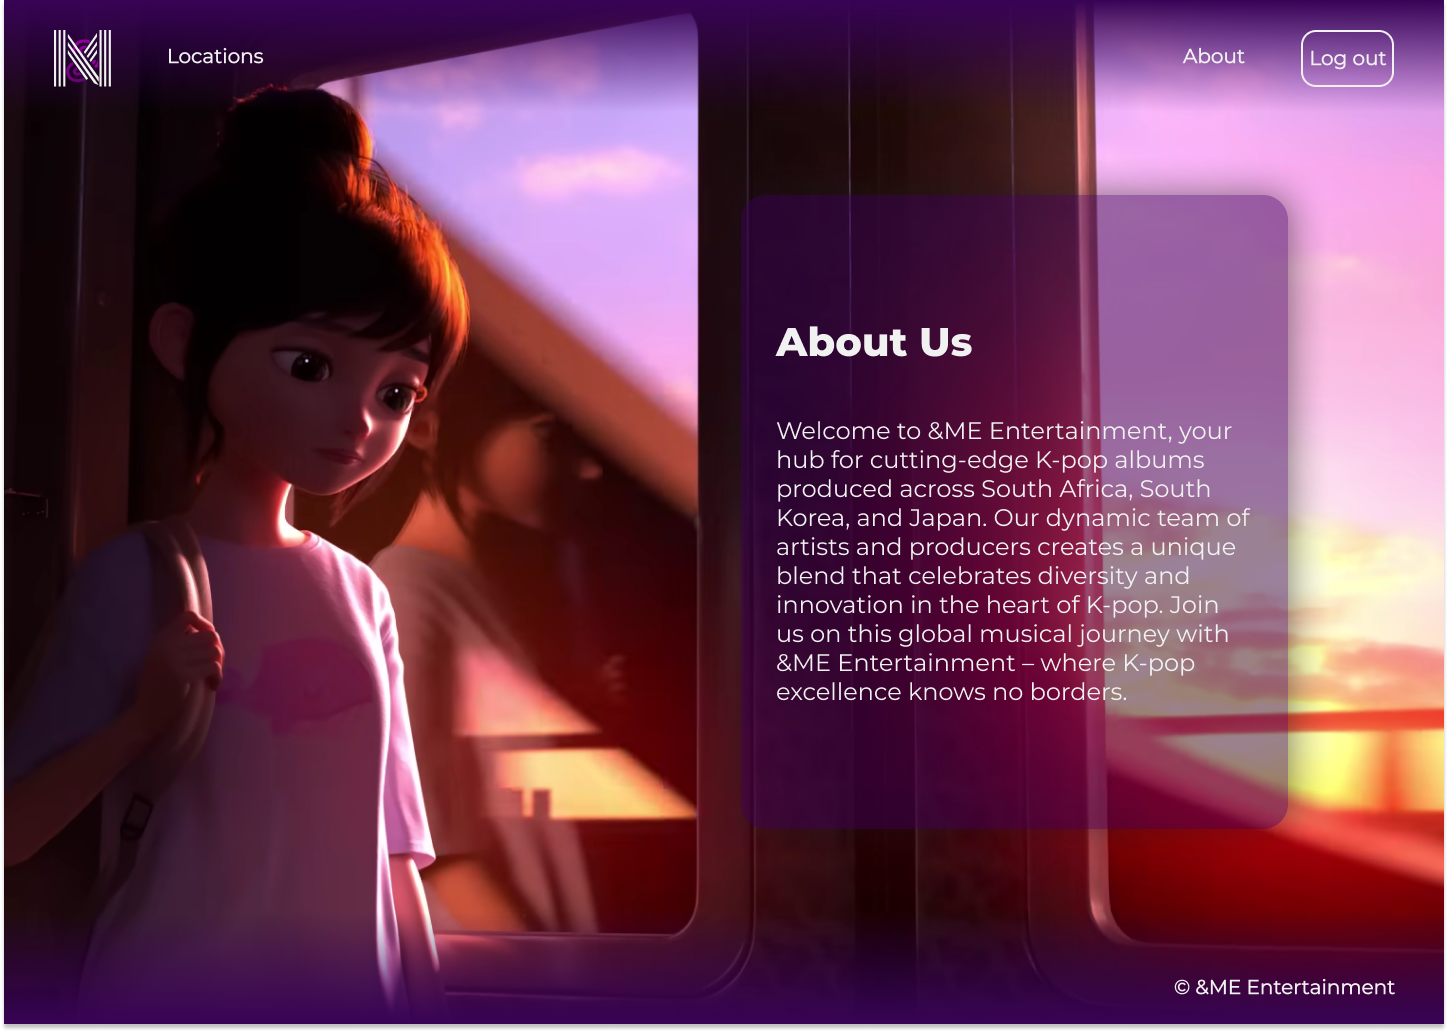 Locations
About
Log out
About Us
Welcome to &ME Entertainment, your
hub for cutting-edge K-pop albums
produced across South Africa, South
Korea, and Japan. Our dynamic team of
artists and producers creates a unique
blend that celebrates diversity and
innovation in the heart of K-pop. Join
us on this global musical journey with
&ME Entertainment – where K-pop
excellence knows no borders.
© &ME Entertainment